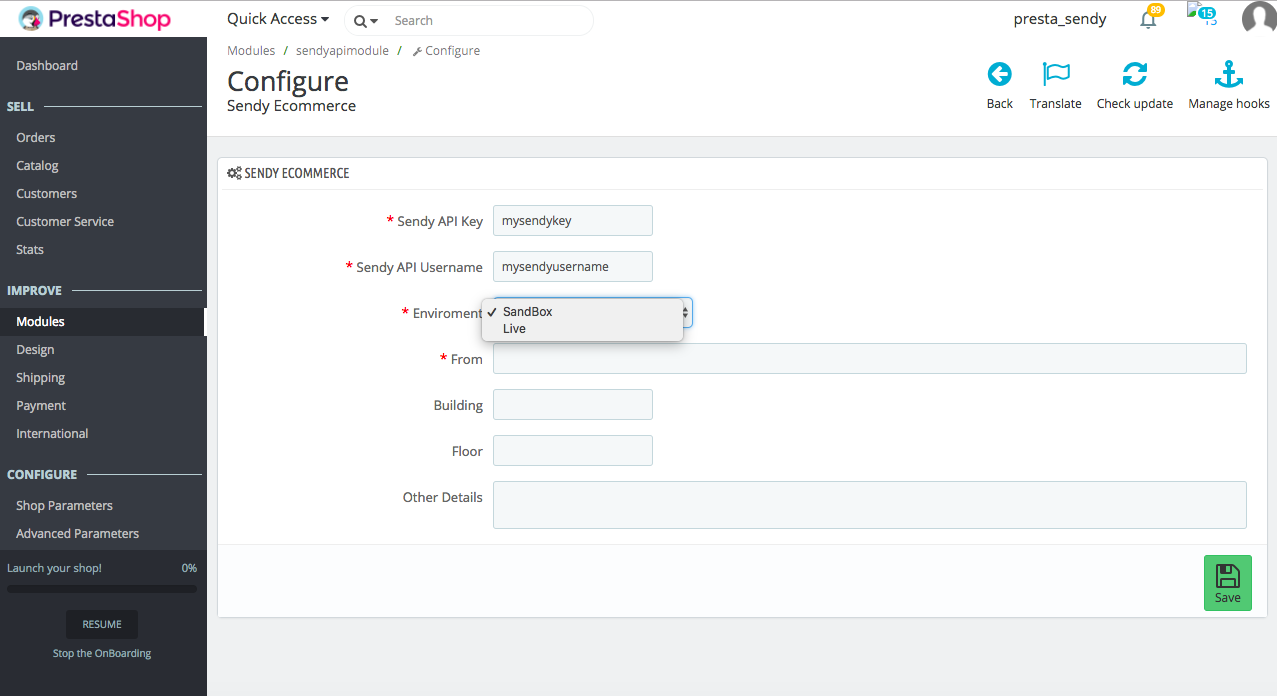 PrestaShop
Quick Access
Search
presta_sendy
89
15
Modules / sendyapimodule / Configure
Configure
Sendy Ecommerce
Back
Translate
Check update
Manage hooks
Dashboard
SELL
Orders
Catalog
Customers
Customer Service
Stats
IMPROVE
Modules
Design
Shipping
Payment
International
CONFIGURE
Shop Parameters
Advanced Parameters
Launch your shop! 0%
RESUME
Stop the OnBoarding
SENDY ECOMMERCE
* Sendy API Key mysendykey
* Sendy API Username mysendyusername
* Enviroment ✓ SandBox
Live
* From
Building
Floor
Other Details
Save